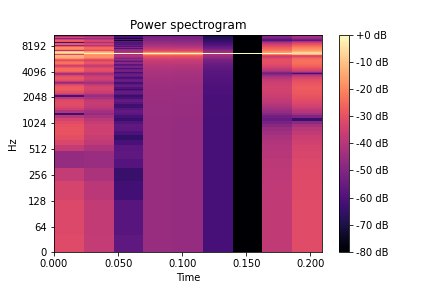 Power spectrogram
Hz
8192
4096
2048
1024
512
256
128
64
0
0.000 0.050 0.100 0.150 0.200
Time
+0 dB
-10 dB
-20 dB
-30 dB
-40 dB
-50 dB
-60 dB
-70 dB
-80 dB